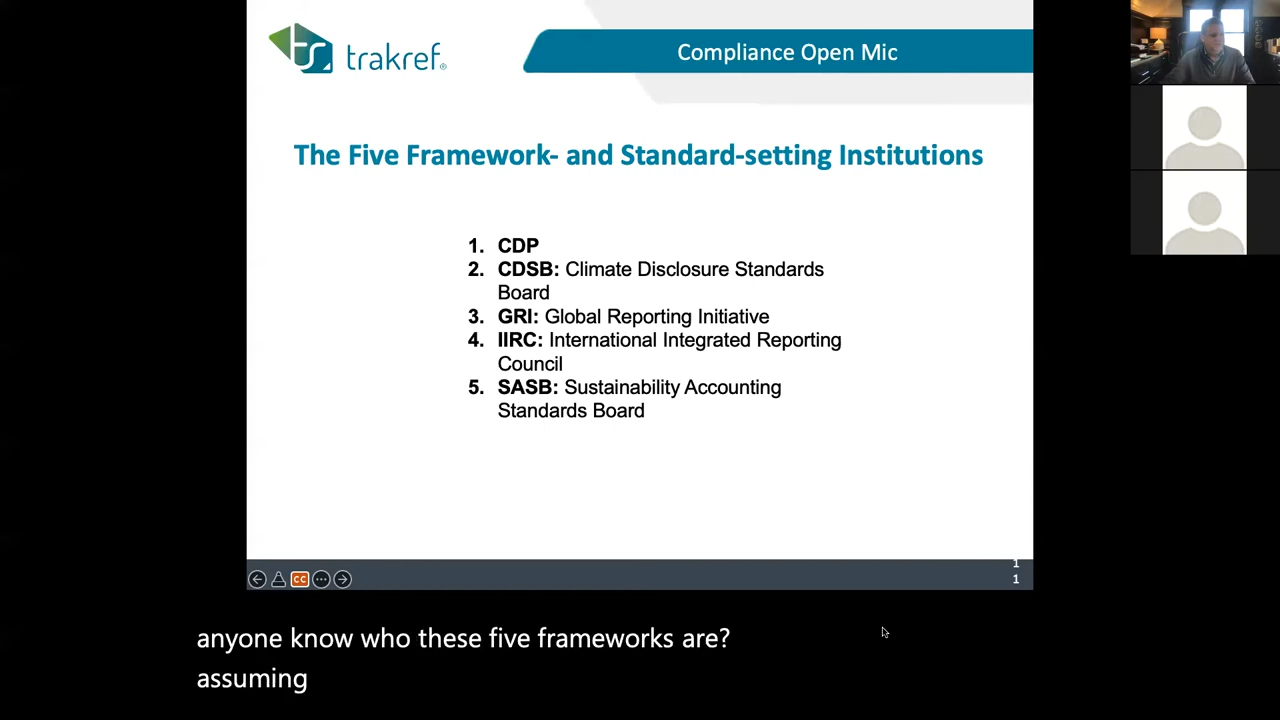 trakref®
Compliance Open Mic
The Five Framework- and Standard-setting Institutions
1. CDP
2. CDSB: Climate Disclosure Standards
Board
3. GRI: Global Reporting Initiative
4. IIRC: International Integrated Reporting
Council
5. SASB: Sustainability Accounting
Standards Board
1
1
CC
anyone know who these five frameworks are?
assuming